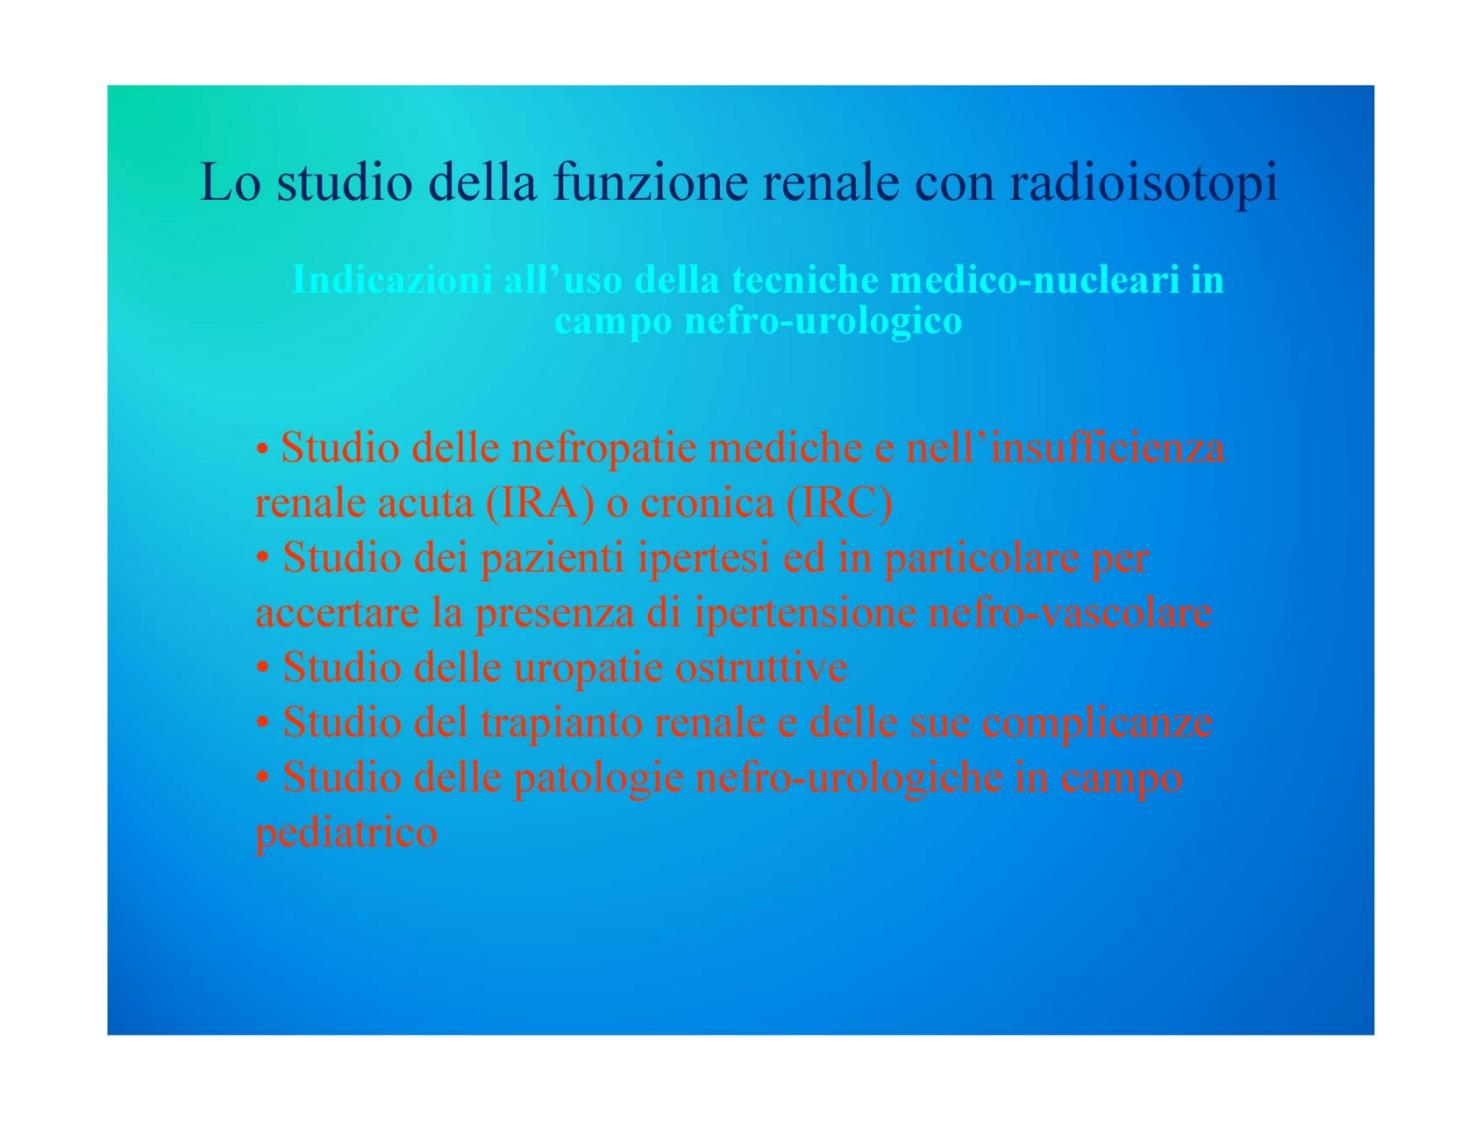 Lo studio della funzione renale con radioisotopi
Indicazioni all’uso della tecniche medico-nucleari in
campo nefro-urologico
• Studio delle nefropatie mediche e nell’insufficienza
renale acuta (IRA) o cronica (IRC)
• Studio dei pazienti ipertesi ed in particolare per
accertare la presenza di ipertensione nefro-vascolare
• Studio delle uropatie ostruttive
• Studio del trapianto renale e delle sue complicanze
• Studio delle patologie nefro-urologiche in campo
pediatrico